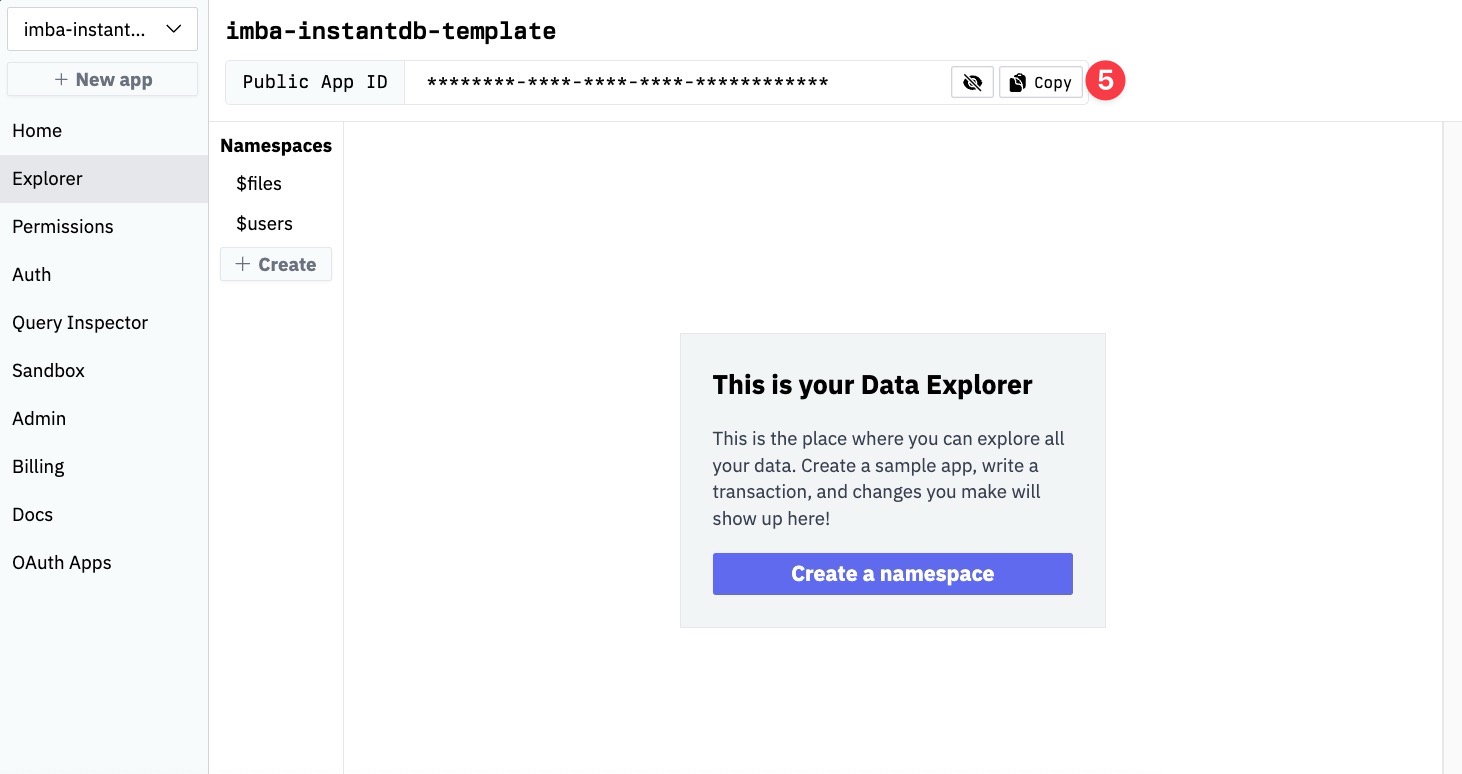 imba-instant...
+ New app
Home
Explorer
Permissions
Auth
Query Inspector
Sandbox
Admin
Billing
Docs
OAuth Apps
imba-instantdb-template
Public App ID ********-****-****-****-************ Copy 5
Namespaces
$files
$users
+ Create
This is your Data Explorer
This is the place where you can explore all
your data. Create a sample app, write a
transaction, and changes you make will
show up here!
Create a namespace